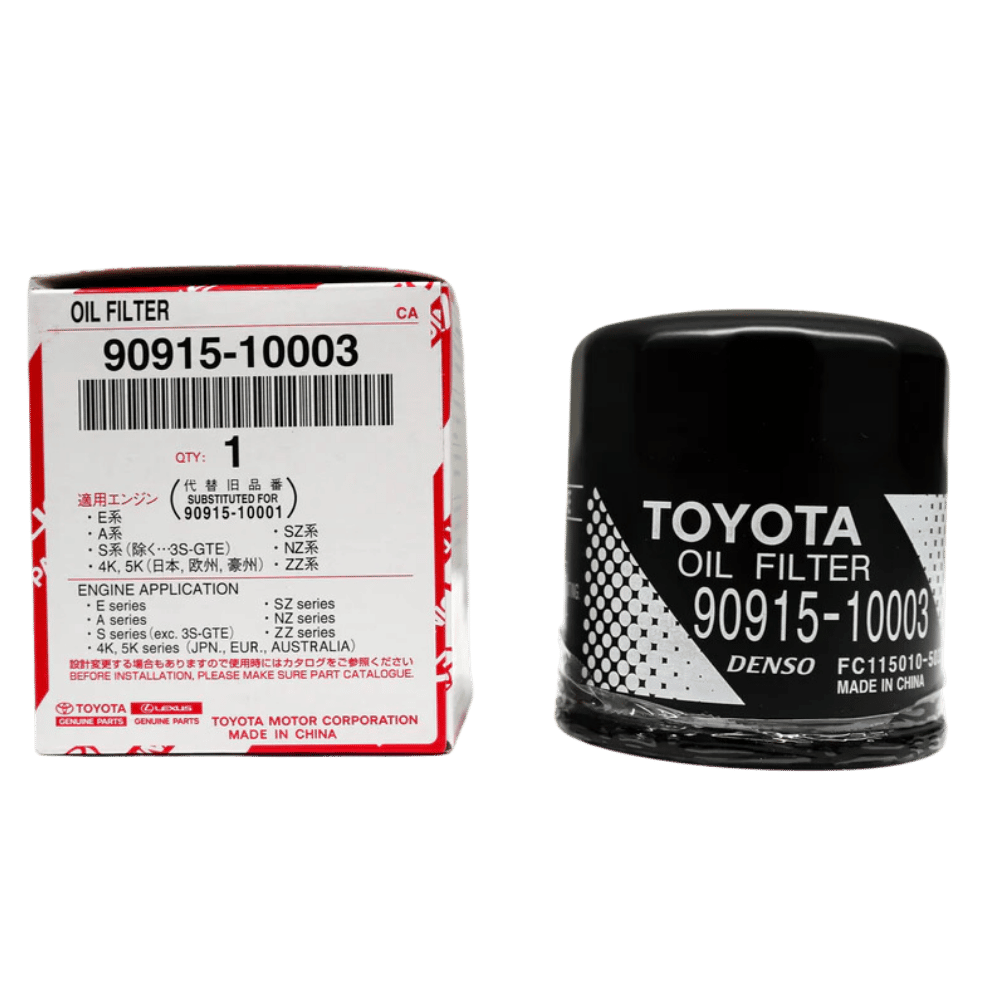 OIL FILTER
CA
90915-10003
QTY: 1
代替旧品番
SUBSTITUTED FOR
90915-10001
適用エンジン
・E系
・A系
・SZ系
・S系(除く…3S-GTE)
・NZ系
・4K, 5K(日本, 欧州, 豪州)
・ZZ系
ENGINE APPLICATION
・E series
・SZ series
・A series
・NZ series
・S series (exc. 3S-GTE)
・ZZ series
・4K, 5K series (JPN., EUR., AUSTRALIA)
設計変更する場合もありますので使用時にはカタログをご参照ください
BEFORE INSTALLATION, PLEASE MAKE SURE PART CATALOGUE.
TOYOTA
GENUINE PARTS
LEXUS
GENUINE PARTS
TOYOTA MOTOR CORPORATION
MADE IN CHINA
TOYOTA
OIL FILTER
90915-10003
DENSO
FC115010-50
MADE IN CHINA